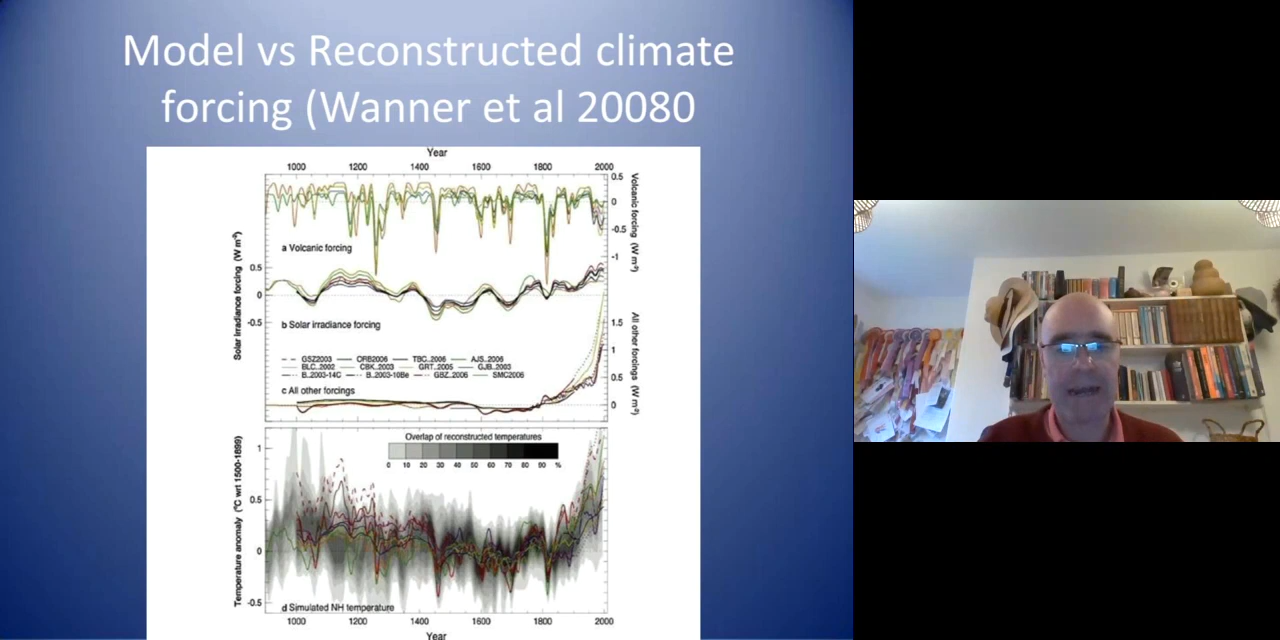 Model vs Reconstructed climate
forcing (Wanner et al 20080
Year
1000 1200 1400 1600 1800 2000
0.5
0
-0.5
-1
Volcanic forcing (W m⁻²)
a Volcanic forcing
Solar irradiance forcing (W m⁻²)
0.5
0
-0.5
b Solar irradiance forcing
1.5
1
0.5
0
All other forcings (W m⁻²)
GSZ2003 ORB2006 TBC..2006 AJS..2006
BLC..2002 CBK..2003 GRT..2005 GJB..2003
B..2003-14C B..2003-10Be GBZ..2006 SMC2006
c All other forcings
Overlap of reconstructed temperatures
0 10 20 30 40 50 60 70 80 90 %
Temperature anomaly (°C wrt 1500-1899)
1
0.5
0
-0.5
d Simulated NH temperature
1000 1200 1400 1600 1800 2000
Year